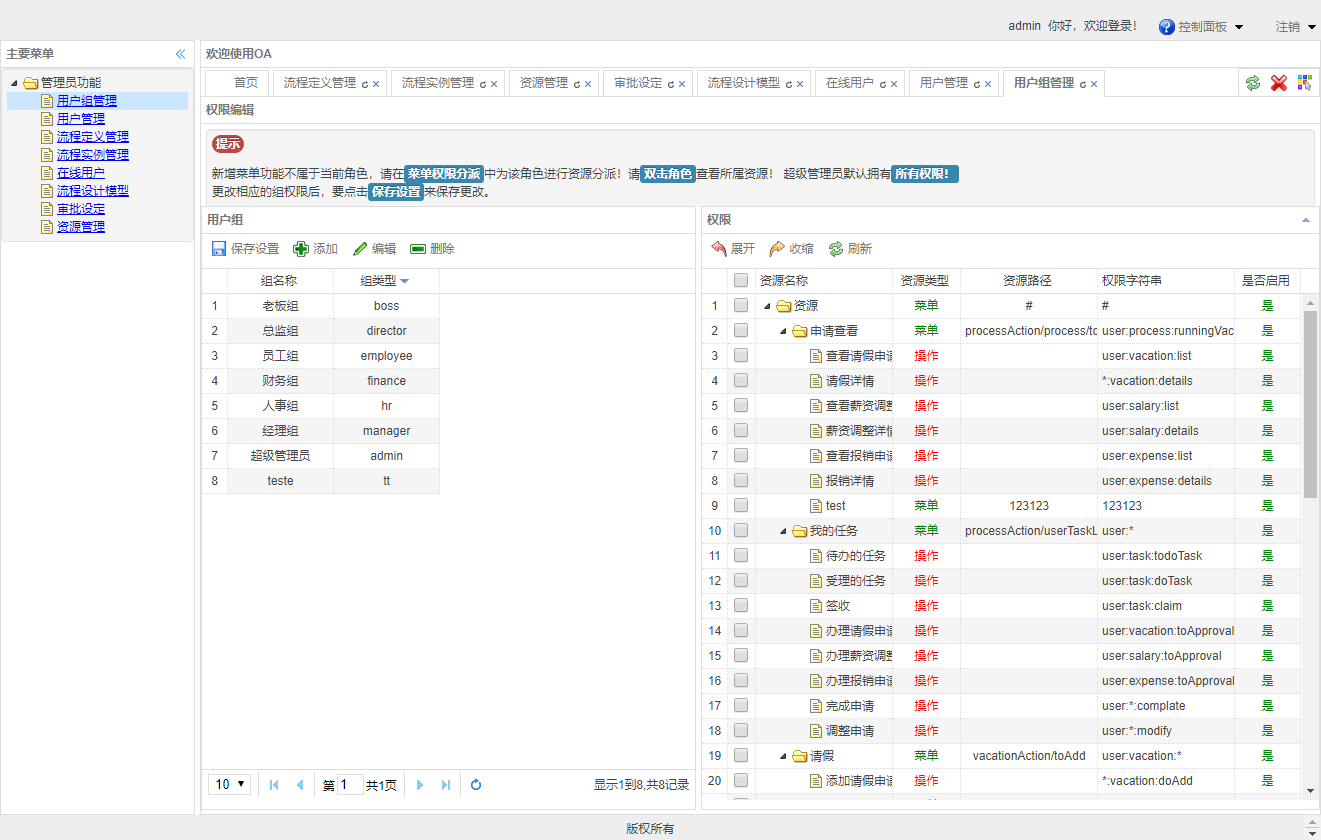 admin 你好，欢迎登录！ 控制面板 注销
主要菜单
管理员功能
用户组管理
用户管理
流程定义管理
流程实例管理
在线用户
流程设计模型
审批设定
资源管理
欢迎使用OA
首页 流程定义管理 流程实例管理 资源管理 审批设定 流程设计模型 在线用户 用户管理 用户组管理
权限编辑
提示
新增菜单功能不属于当前角色，请在菜单权限分派中为该角色进行资源分派！请双击角色查看所属资源！ 超级管理员默认拥有所有权限！
更改相应的组权限后，要点击保存设置来保存更改。
用户组
保存设置 添加 编辑 删除
组名称 组类型
1 老板组 boss
2 总监组 director
3 员工组 employee
4 财务组 finance
5 人事组 hr
6 经理组 manager
7 超级管理员 admin
8 teste tt
10 第 1 共1页 显示1到8,共8记录
权限
展开 收缩 刷新
资源名称 资源类型 资源路径 权限字符串 是否启用
1 资源 菜单 # # 是
2 申请查看 菜单 processAction/process/to user:process:runningVac 是
3 查看请假申请 操作 user:vacation:list 是
4 请假详情 操作 *:vacation:details 是
5 查看薪资调整 操作 user:salary:list 是
6 薪资调整详情 操作 user:salary:details 是
7 查看报销申请 操作 user:expense:list 是
8 报销详情 操作 user:expense:details 是
9 test 菜单 123123 123123 是
10 我的任务 菜单 processAction/userTaskL user:* 是
11 待办的任务 操作 user:task:todoTask 是
12 受理的任务 操作 user:task:doTask 是
13 签收 操作 user:task:claim 是
14 办理请假申请 操作 user:vacation:toApproval 是
15 办理薪资调整 操作 user:salary:toApproval 是
16 办理报销申请 操作 user:expense:toApproval 是
17 完成申请 操作 user:*:complate 是
18 调整申请 操作 user:*:modify 是
19 请假 菜单 vacationAction/toAdd user:vacation:* 是
20 添加请假申请 操作 *:vacation:doAdd 是
版权所有